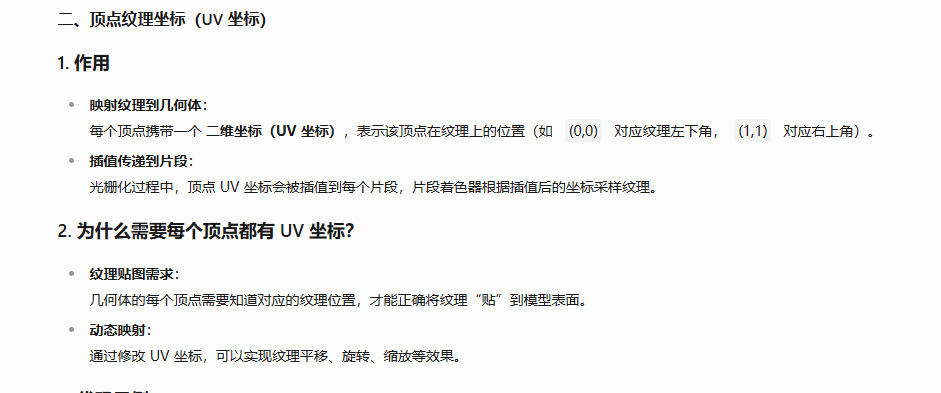 二、顶点纹理坐标（UV 坐标）
1. 作用
映射纹理到几何体：
每个顶点携带一个 二维坐标（UV 坐标），表示该顶点在纹理上的位置（如 (0,0) 对应纹理左下角， (1,1) 对应右上角）。
插值传递到片段：
光栅化过程中，顶点 UV 坐标会被插值到每个片段，片段着色器根据插值后的坐标采样纹理。
2. 为什么需要每个顶点都有 UV 坐标？
纹理贴图需求：
几何体的每个顶点需要知道对应的纹理位置，才能正确将纹理“贴”到模型表面。
动态映射：
通过修改 UV 坐标，可以实现纹理平移、旋转、缩放等效果。